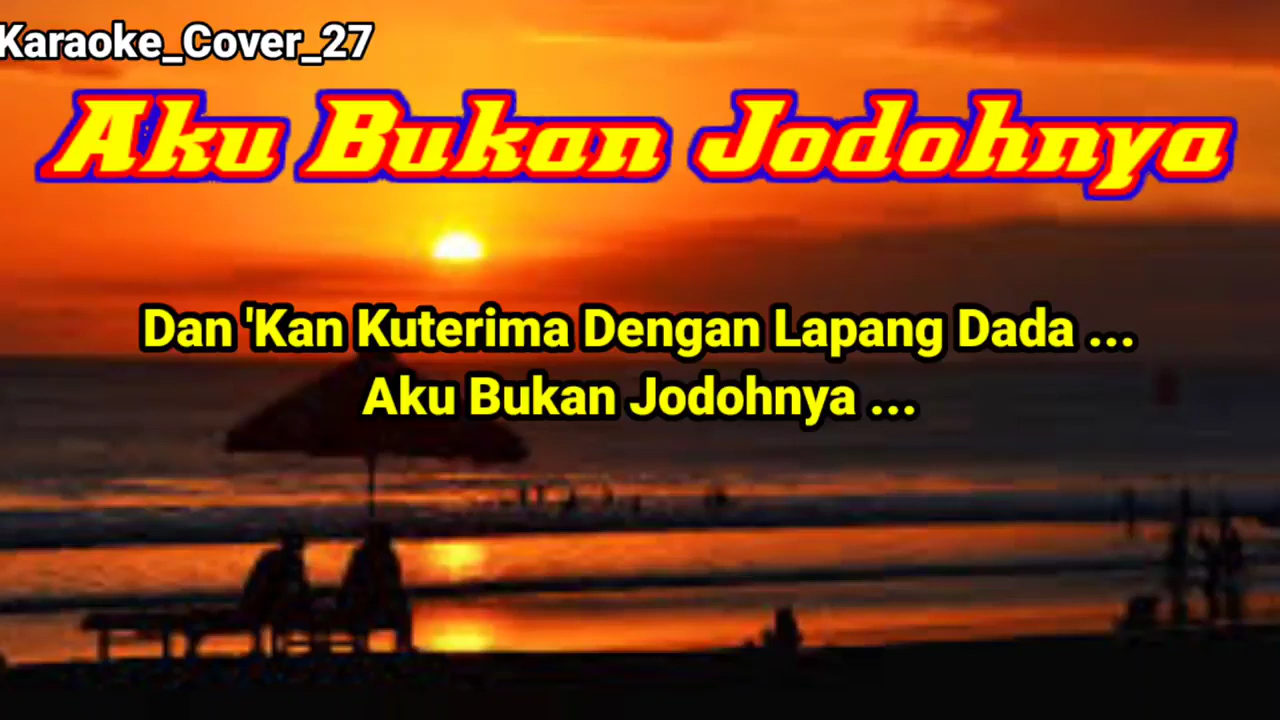 Karaoke_Cover_27
Aku Bukan Jodohnya
Dan 'Kan Kuterima Dengan Lapang Dada ...
Aku Bukan Jodohnya ...